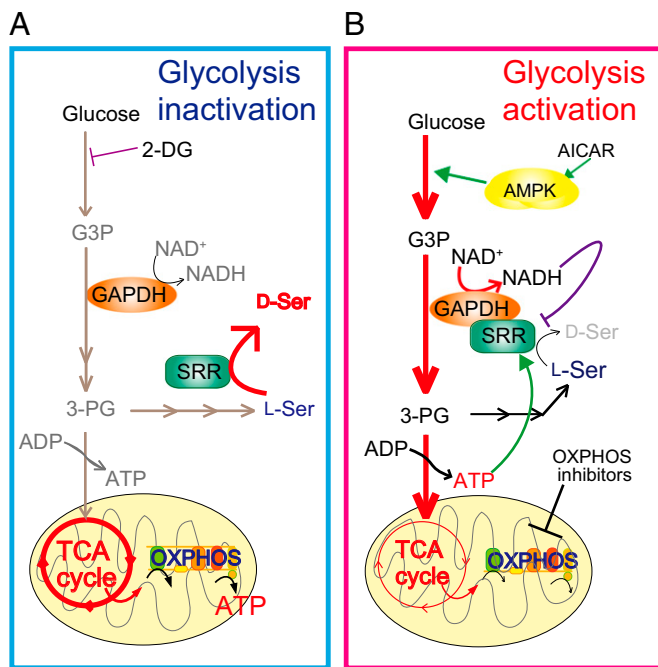 A
Glycolysis
inactivation
Glucose
2-DG
G3P
NAD⁺
NADH
GAPDH
D-Ser
SRR
3-PG
L-Ser
ADP
ATP
TCA
cycle
OXPHOS
ATP
B
Glycolysis
activation
Glucose
AICAR
AMPK
G3P
NAD⁺
NADH
GAPDH
SRR
D-Ser
L-Ser
3-PG
ADP
ATP
OXPHOS
inhibitors
TCA
cycle
OXPHOS